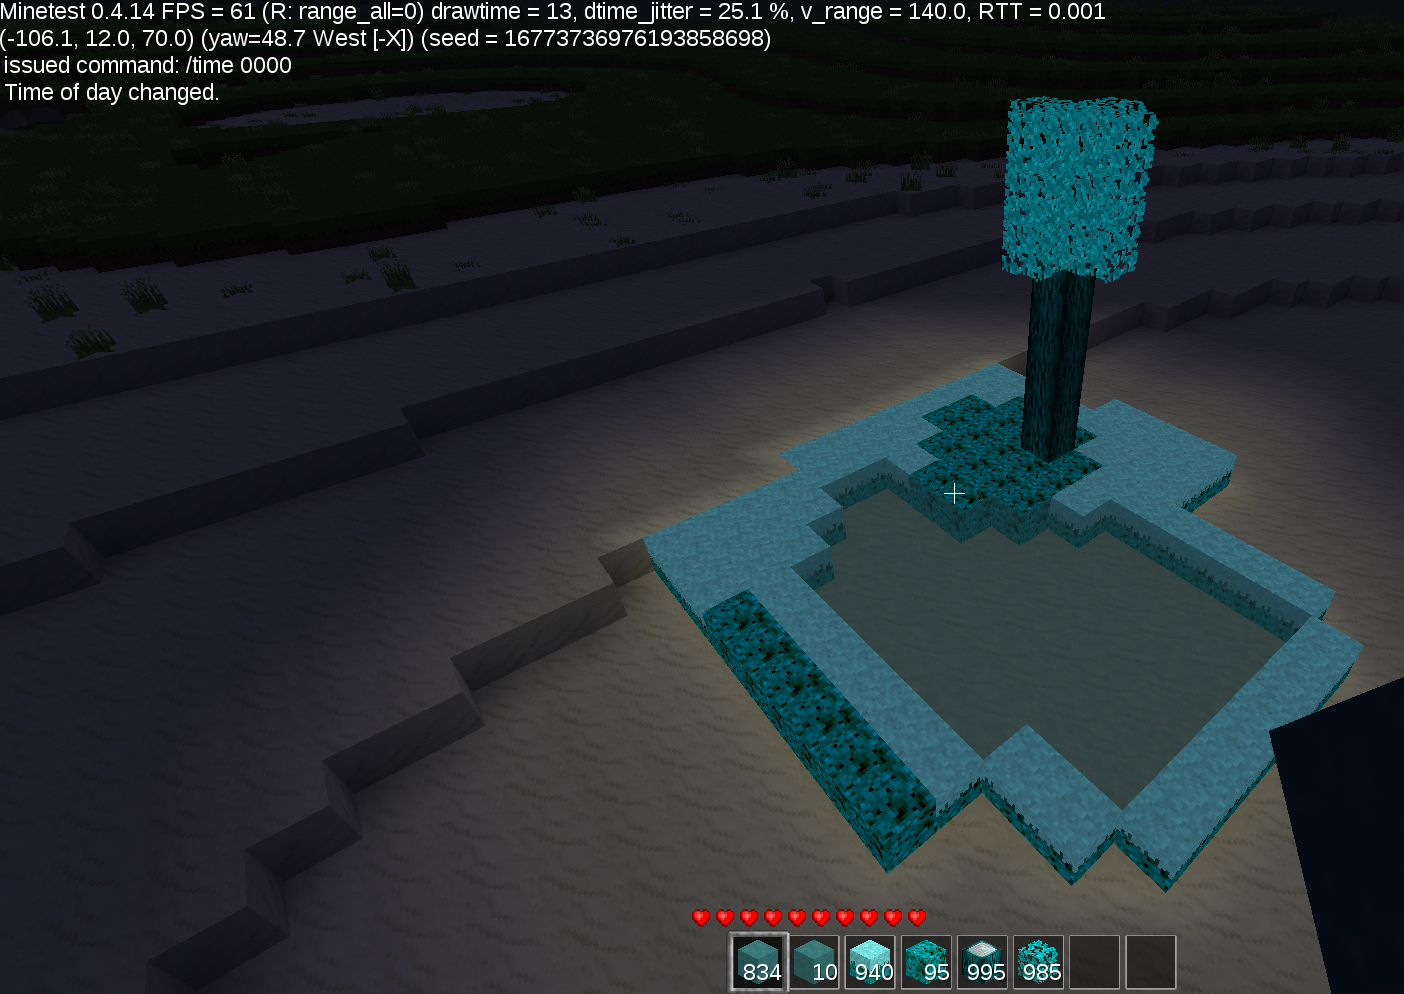 Minetest 0.4.14 FPS = 61 (R: range_all=0) drawtime = 13, dtime_jitter = 25.1 %, v_range = 140.0, RTT = 0.001
(-106.1, 12.0, 70.0) (yaw=48.7 West [-X]) (seed = 16773736976193858698)
issued command: /time 0000
Time of day changed.
834 10 940 95 995 985